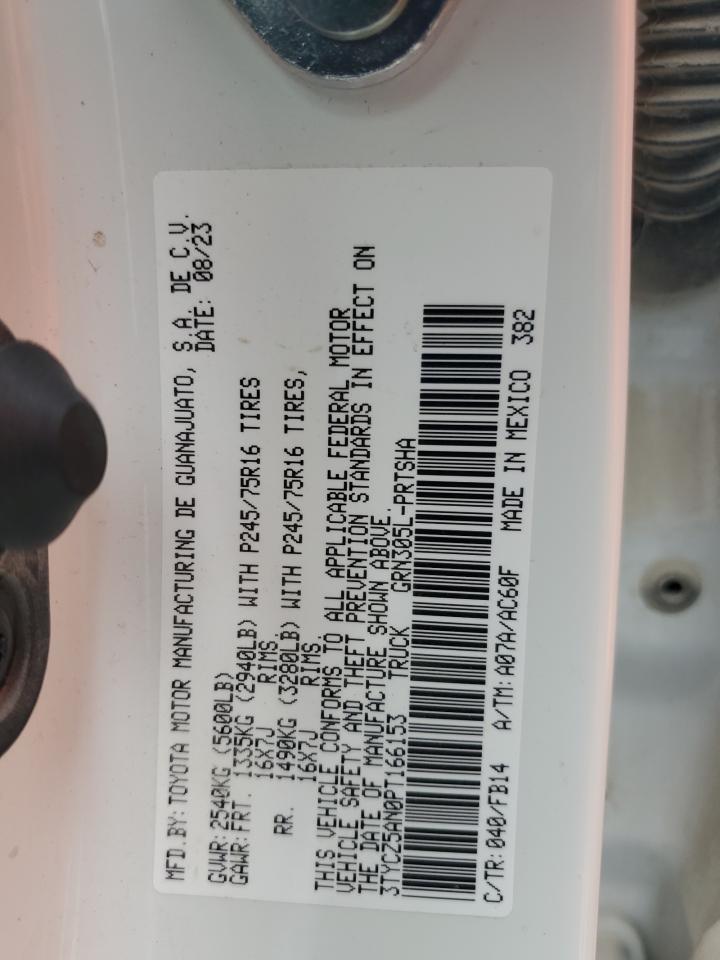 MFD.BY: TOYOTA MOTOR MANUFACTURING DE GUANAJUATO, S.A. DE C.V.
DATE: 08/23
GVWR: 2540KG (5600LB)
GAWR: FRT. 1335KG (2940LB) WITH P245/75R16 TIRES
16X7J RIMS.
RR. 1490KG (3280LB) WITH P245/75R16 TIRES,
16X7J RIMS.
THIS VEHICLE CONFORMS TO ALL APPLICABLE FEDERAL MOTOR
VEHICLE SAFETY AND THEFT PREVENTION STANDARDS IN EFFECT ON
THE DATE OF MANUFACTURE SHOWN ABOVE.
3TYCZ5AN0PT166153 TRUCK GRN305L-PRTSHA
C/TR: 040/FB14 A/TM: A07A/AC60F MADE IN MEXICO 382